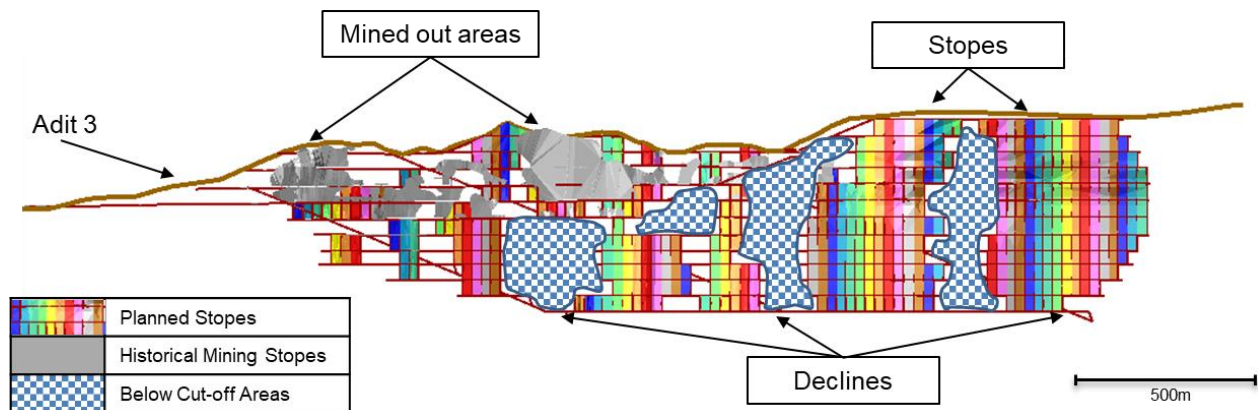 Mined out areas
Stopes
Adit 3
Planned Stopes
Historical Mining Stopes
Below Cut-off Areas
Declines
500m